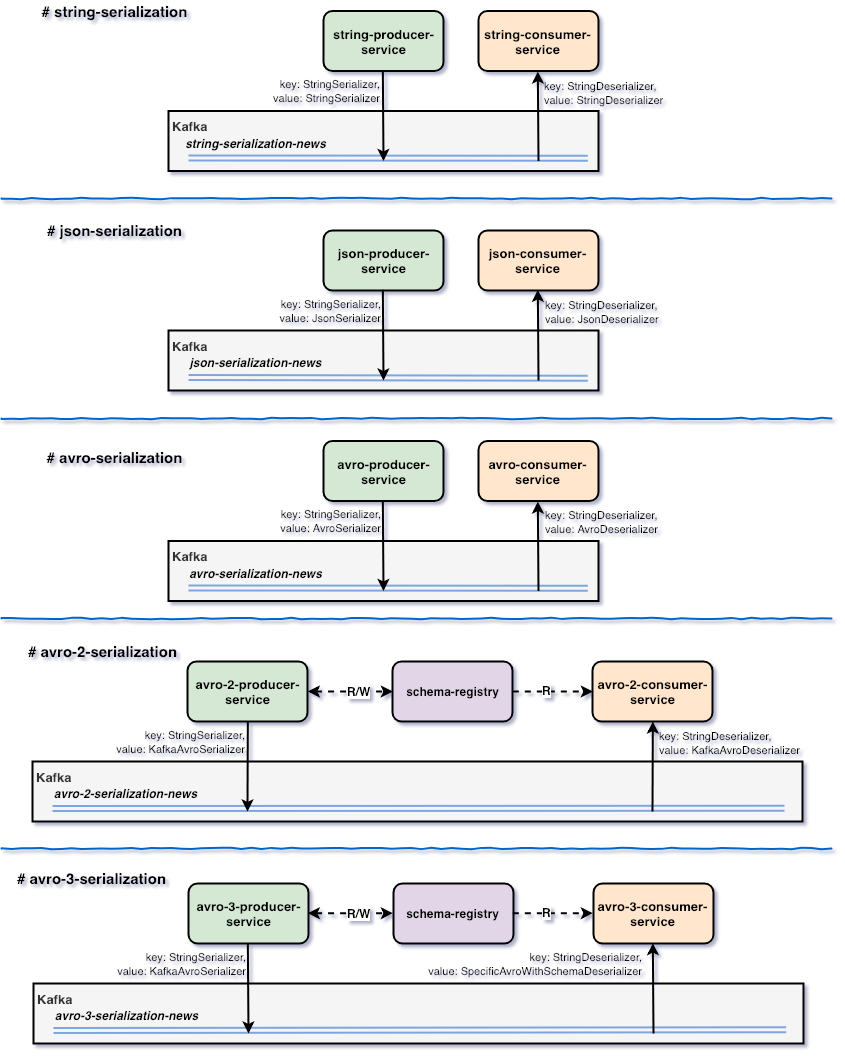 # string-serialization
string-producer-
service
string-consumer-
service
key: StringSerializer,
value: StringSerializer
key: StringDeserializer,
value: StringDeserializer
Kafka
string-serialization-news
# json-serialization
json-producer-
service
json-consumer-
service
key: StringSerializer,
value: JsonSerializer
key: StringDeserializer,
value: JsonDeserializer
Kafka
json-serialization-news
# avro-serialization
avro-producer-
service
avro-consumer-
service
key: StringSerializer,
value: AvroSerializer
key: StringDeserializer,
value: AvroDeserializer
Kafka
avro-serialization-news
# avro-2-serialization
avro-2-producer-
service
R/W
schema-registry
R
avro-2-consumer-
service
key: StringSerializer,
value: KafkaAvroSerializer
key: StringDeserializer,
value: KafkaAvroDeserializer
Kafka
avro-2-serialization-news
# avro-3-serialization
avro-3-producer-
service
R/W
schema-registry
R
avro-3-consumer-
service
key: StringSerializer,
value: KafkaAvroSerializer
key: StringDeserializer,
value: SpecificAvroWithSchemaDeserializer
Kafka
avro-3-serialization-news